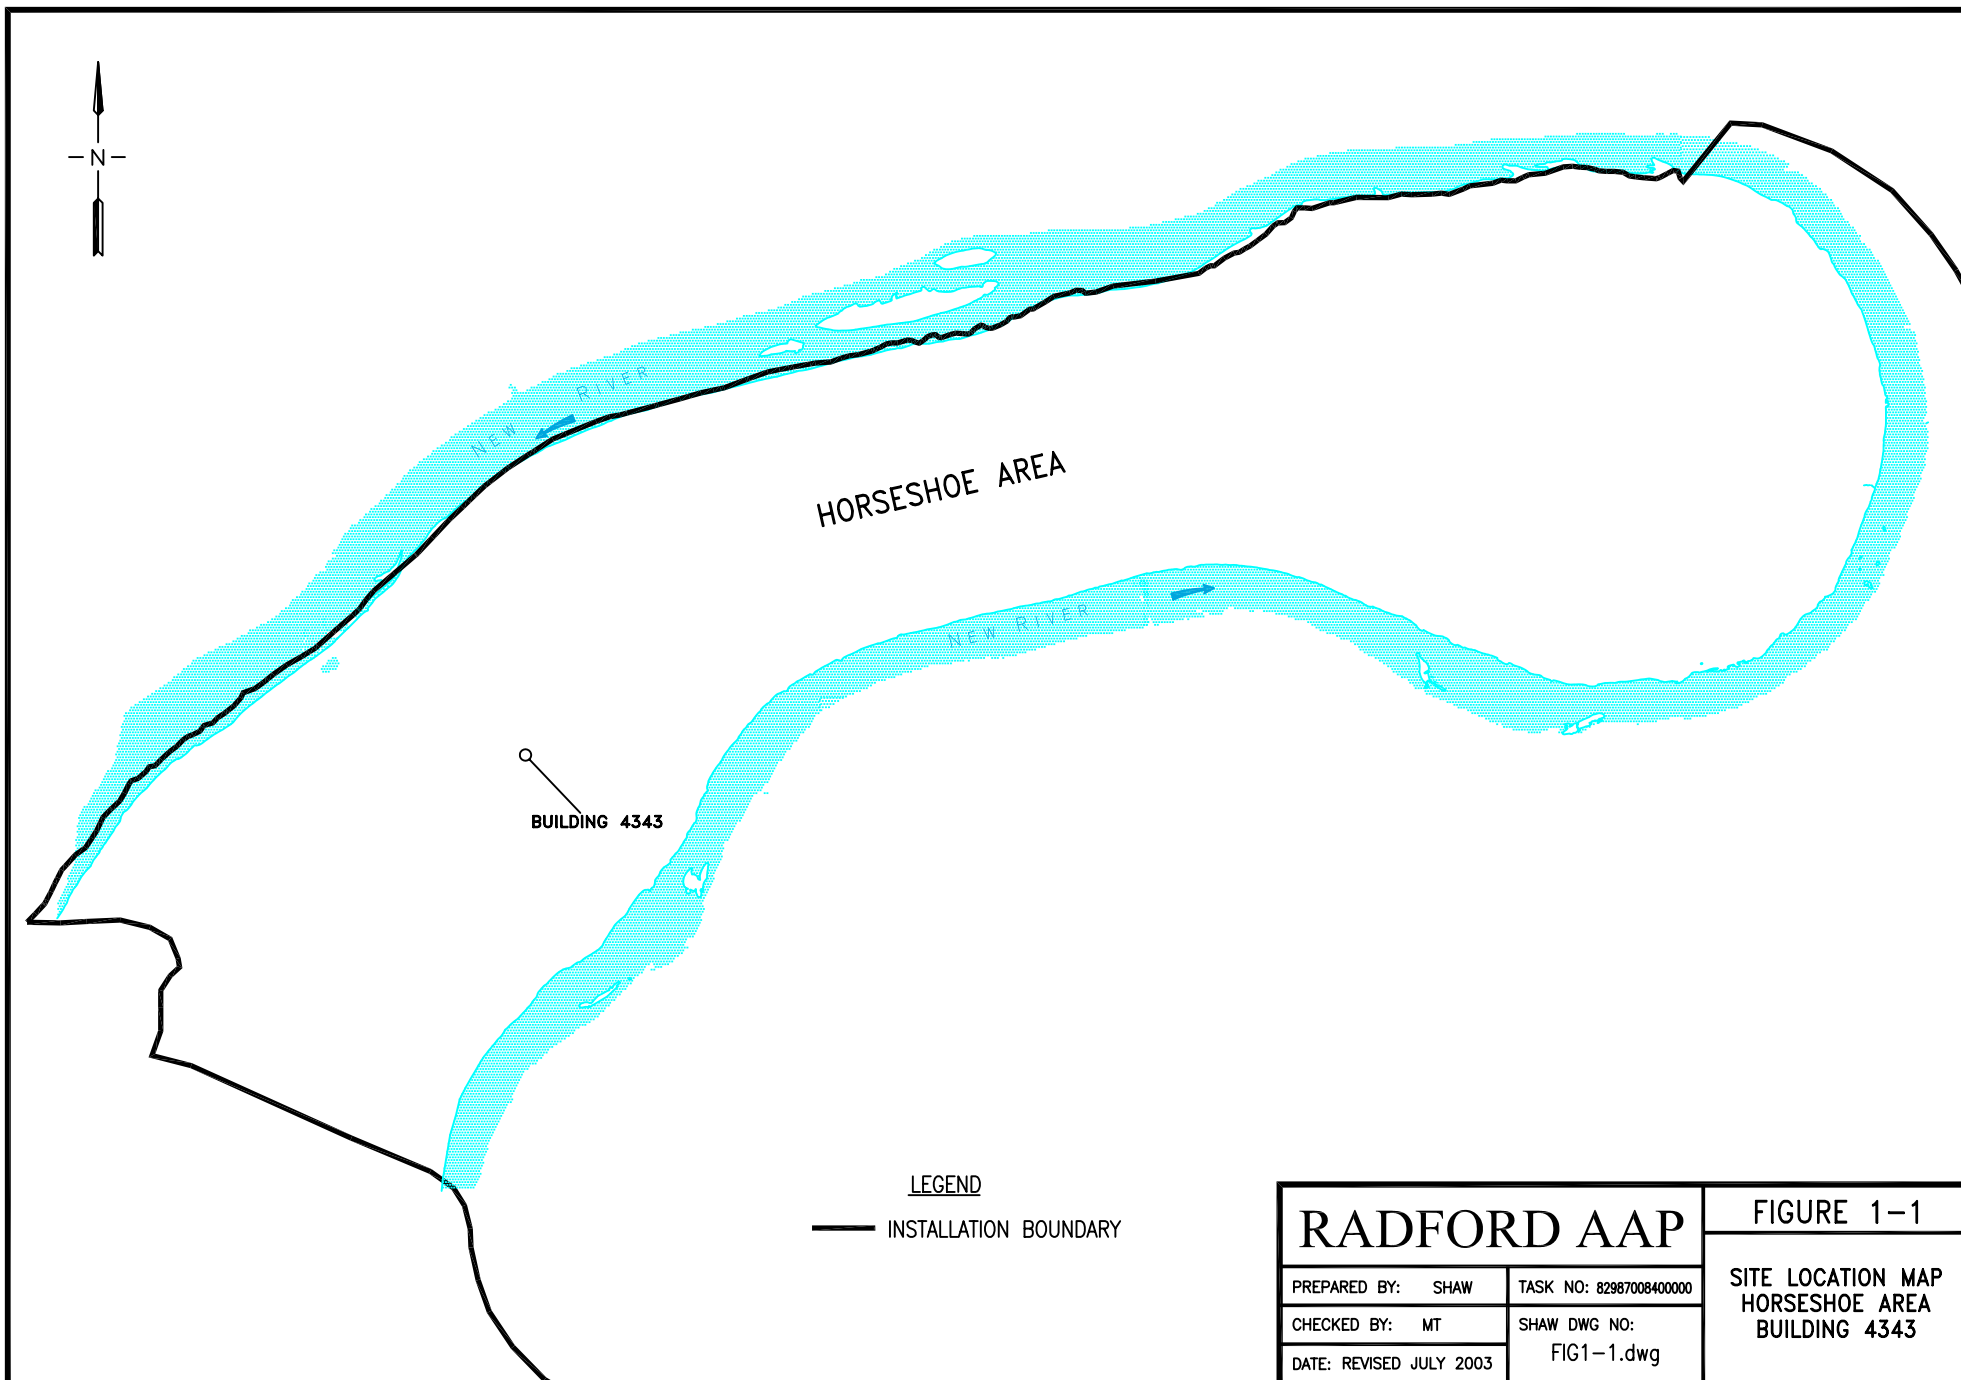 -N-
NEW RIVER
HORSESHOE AREA
NEW RIVER
BUILDING 4343
LEGEND
INSTALLATION BOUNDARY
RADFORD AAP
FIGURE 1-1
PREPARED BY: SHAW
TASK NO: 82987008400000
CHECKED BY: MT
SHAW DWG NO:
FIG1-1.dwg
DATE: REVISED JULY 2003
SITE LOCATION MAP
HORSESHOE AREA
BUILDING 4343